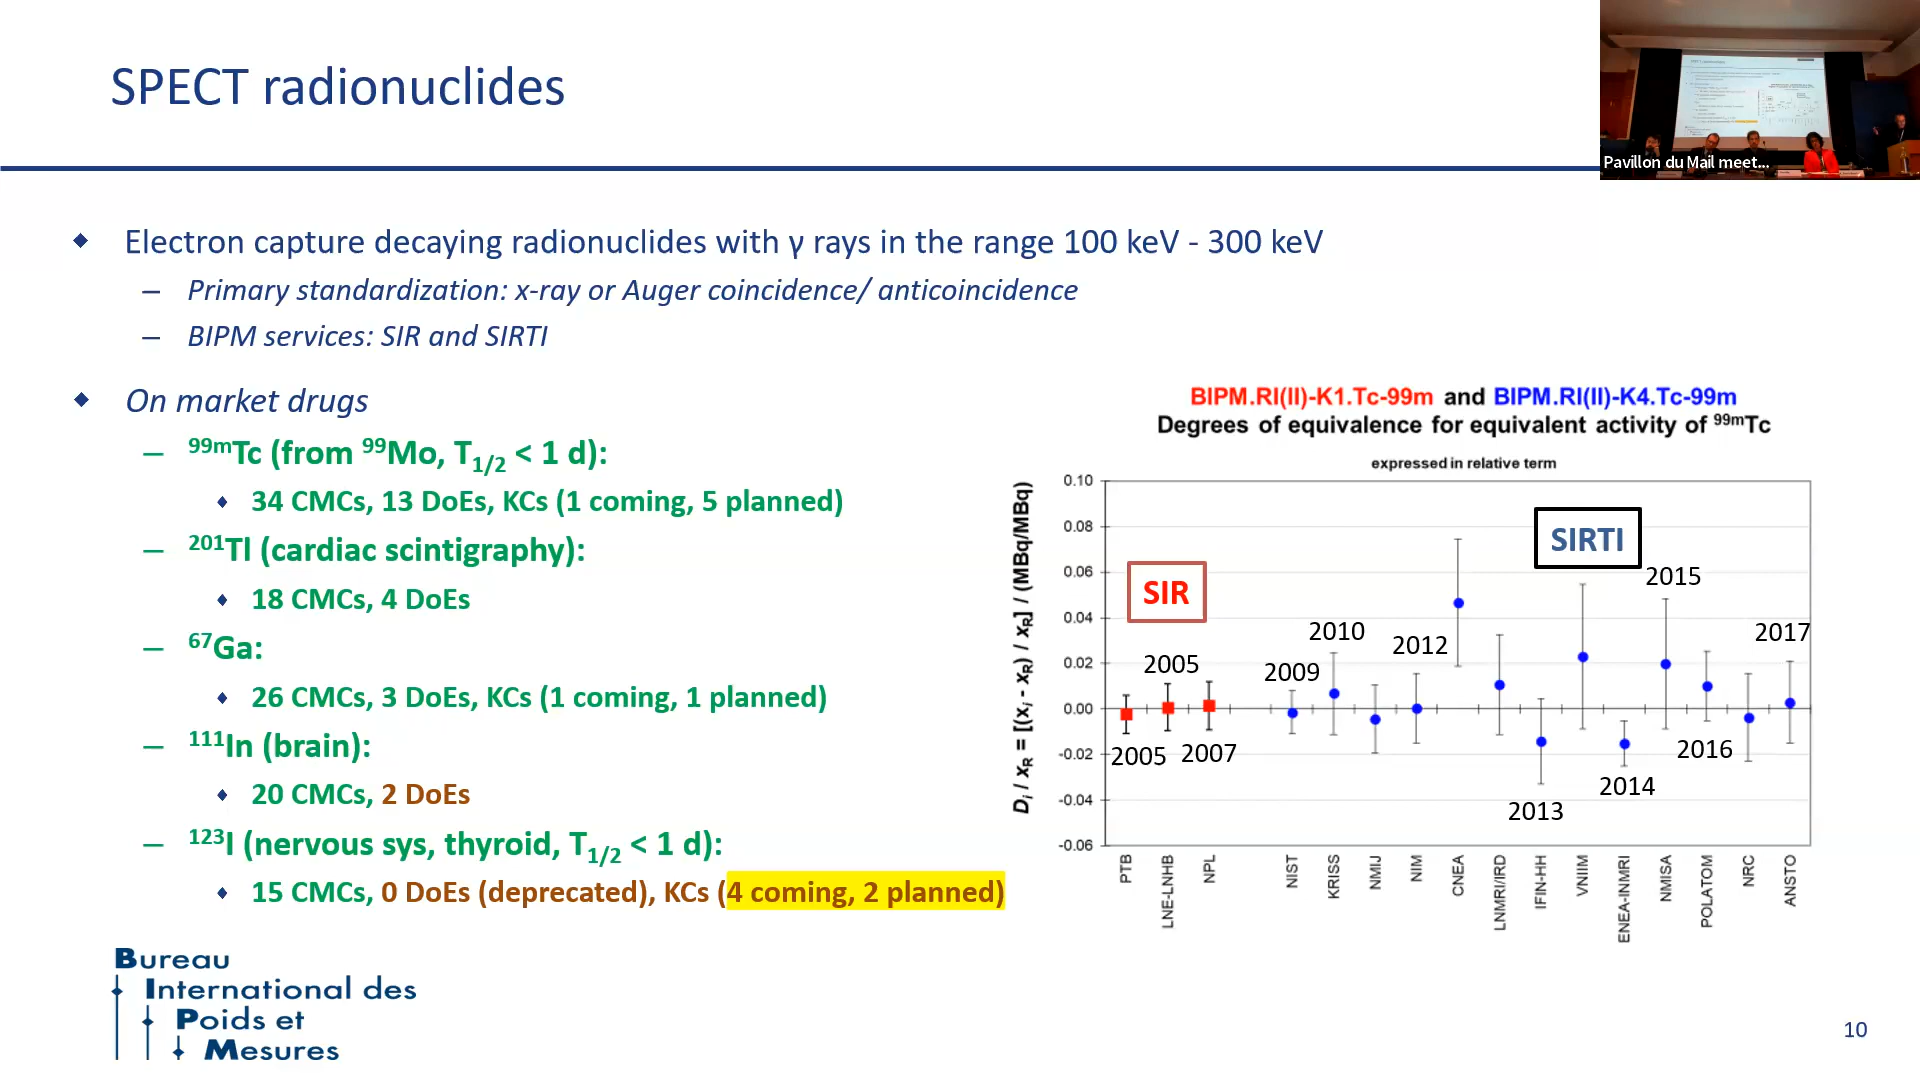 SPECT radionuclides
Pavillon du Mail meet...
◆ Electron capture decaying radionuclides with γ rays in the range 100 keV - 300 keV
– Primary standardization: x-ray or Auger coincidence/ anticoincidence
– BIPM services: SIR and SIRTI
◆ On market drugs
– ⁹⁹ᵐTc (from ⁹⁹Mo, T₁/₂ < 1 d):
◆ 34 CMCs, 13 DoEs, KCs (1 coming, 5 planned)
– ²⁰¹Tl (cardiac scintigraphy):
◆ 18 CMCs, 4 DoEs
– ⁶⁷Ga:
◆ 26 CMCs, 3 DoEs, KCs (1 coming, 1 planned)
– ¹¹¹In (brain):
◆ 20 CMCs, 2 DoEs
– ¹²³I (nervous sys, thyroid, T₁/₂ < 1 d):
◆ 15 CMCs, 0 DoEs (deprecated), KCs (4 coming, 2 planned)
BIPM.RI(II)-K1.Tc-99m and BIPM.RI(II)-K4.Tc-99m
Degrees of equivalence for equivalent activity of ⁹⁹ᵐTc
expressed in relative term
Dᵢ / xR = [(xᵢ - xR) / xR] / (MBq/MBq)
0.10
0.08
0.06
0.04
0.02
0.00
-0.02
-0.04
-0.06
SIR
SIRTI
2005
2005
2007
2009
2010
2012
2013
2014
2015
2016
2017
PTB
LNE-LNHB
NPL
NIST
KRISS
NMIJ
NIM
CNEA
LNMRI/IRD
IFIN-HH
VNIIM
ENEA-INMRI
NMISA
POLATOM
NRC
ANSTO
Bureau
International des
Poids et
Mesures
10